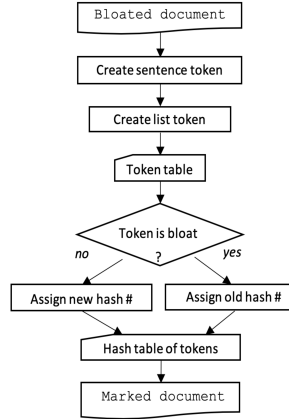 Bloated document
Create sentence token
Create list token
Token table
Token is bloat
?
no
yes
Assign new hash #
Assign old hash #
Hash table of tokens
Marked document